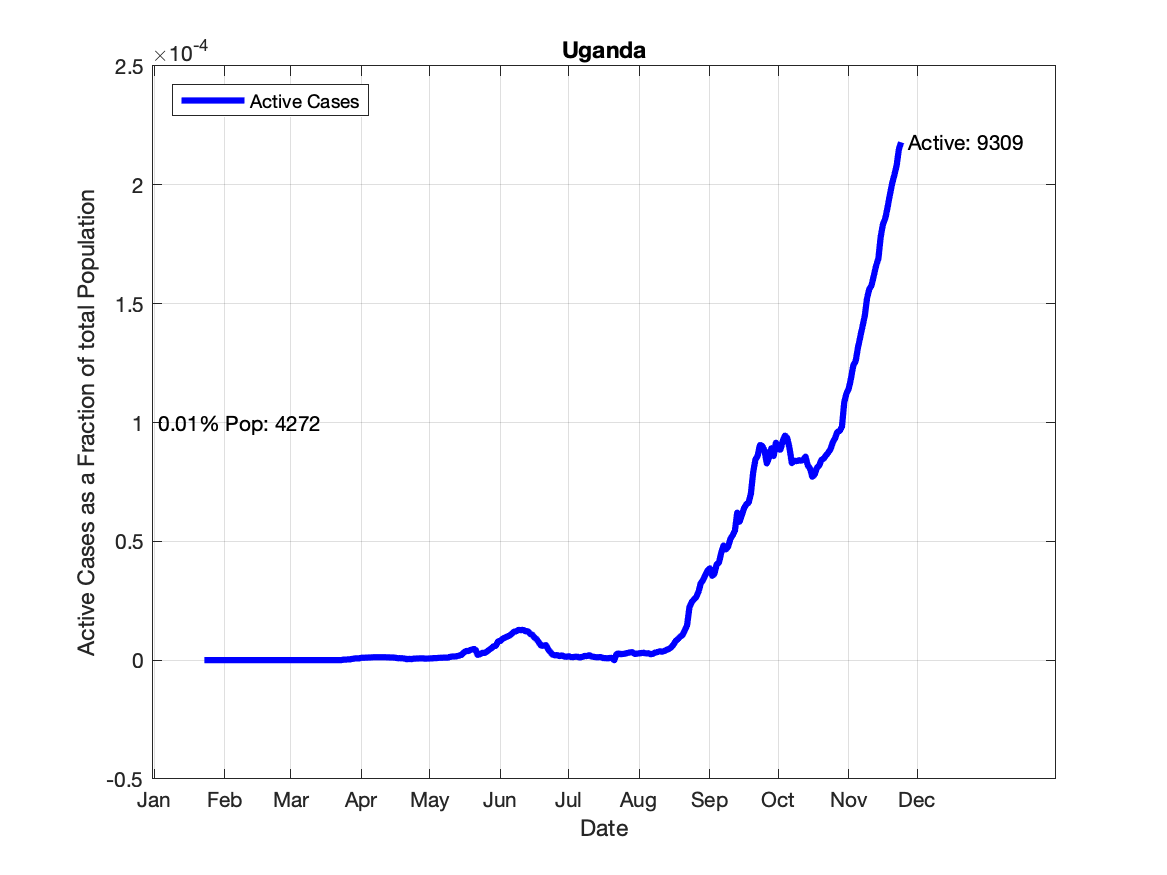 Uganda
×10-4
2.5
2
1.5
1
0.5
0
-0.5
Active Cases as a Fraction of total Population
Active Cases
Active: 9309
0.01% Pop: 4272
Jan Feb Mar Apr May Jun Jul Aug Sep Oct Nov Dec
Date